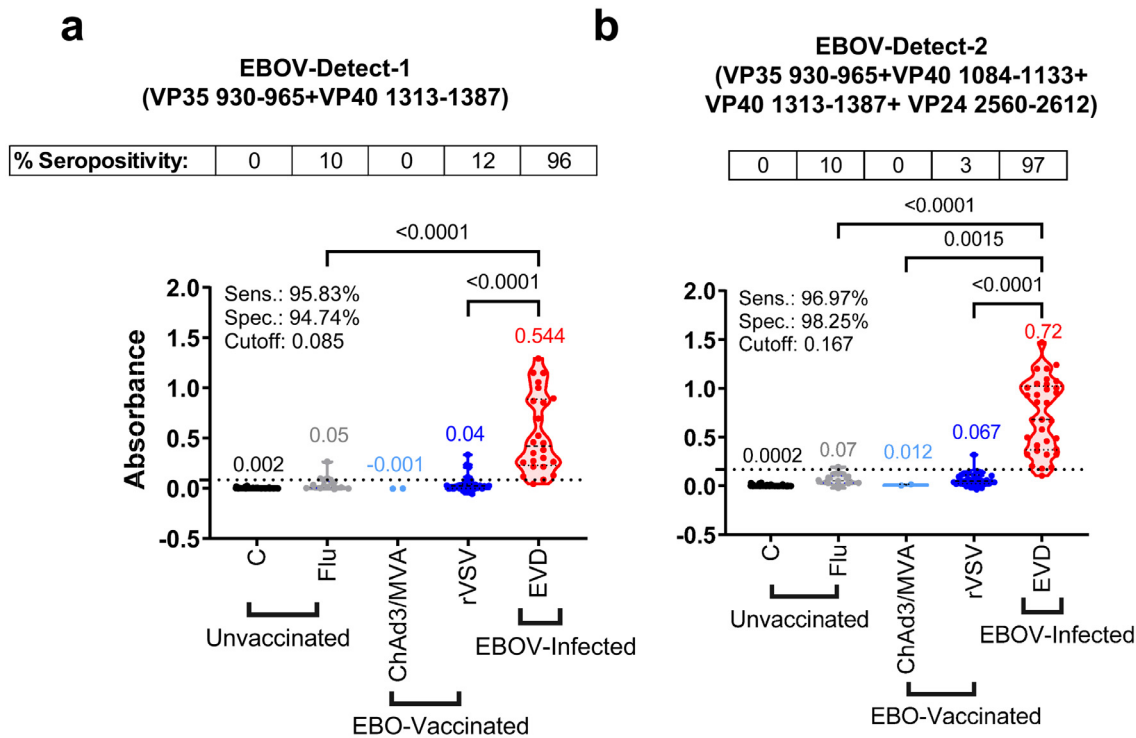 a
EBOV-Detect-1
(VP35 930-965+VP40 1313-1387)
% Seropositivity: 0 10 0 12 96
<0.0001
<0.0001
Sens.: 95.83%
Spec.: 94.74%
Cutoff: 0.085
Absorbance
2.0
1.5
1.0
0.5
0.0
-0.5
0.002
0.05
-0.001
0.04
0.544
C
Flu
ChAd3/MVA
rVSV
EVD
Unvaccinated
EBOV-Infected
EBO-Vaccinated
b
EBOV-Detect-2
(VP35 930-965+VP40 1084-1133+
VP40 1313-1387+ VP24 2560-2612)
0 10 0 3 97
<0.0001
0.0015
<0.0001
Sens.: 96.97%
Spec.: 98.25%
Cutoff: 0.167
2.0
1.5
1.0
0.5
0.0
-0.5
0.0002
0.07
0.012
0.067
0.72
C
Flu
ChAd3/MVA
rVSV
EVD
Unvaccinated
EBOV-Infected
EBO-Vaccinated